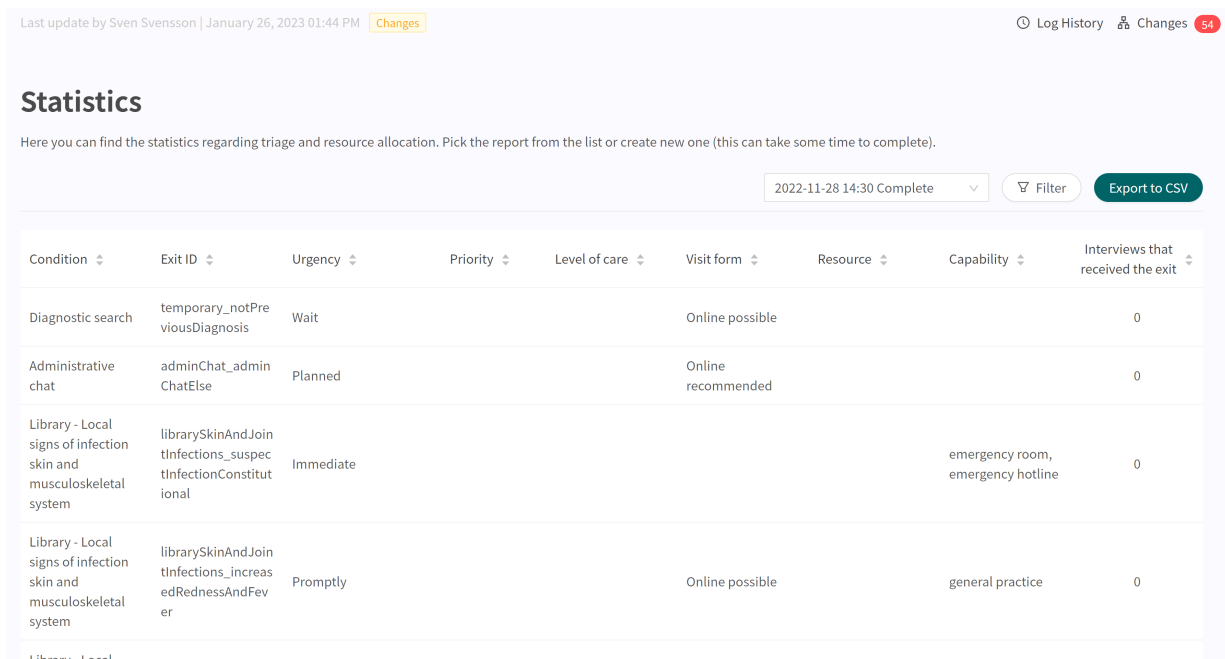 Last update by Sven Svensson | January 26, 2023 01:44 PM Changes
Log History Changes 54
Statistics
Here you can find the statistics regarding triage and resource allocation. Pick the report from the list or create new one (this can take some time to complete).
2022-11-28 14:30 Complete Filter Export to CSV
Condition Exit ID Urgency Priority Level of care Visit form Resource Capability Interviews that
received the exit
Diagnostic search
temporary_notPre
viousDiagnosis
Wait
Online possible
0
Administrative
chat
adminChat_admin
ChatElse
Planned
Online
recommended
0
Library - Local
signs of infection
skin and
musculoskeletal
system
librarySkinAndJoin
tInfections_suspec
tInfectionConstitut
ional
Immediate
emergency room,
emergency hotline
0
Library - Local
signs of infection
skin and
musculoskeletal
system
librarySkinAndJoin
tInfections_increas
edRednessAndFev
er
Promptly
Online possible
general practice
0
Library - Local